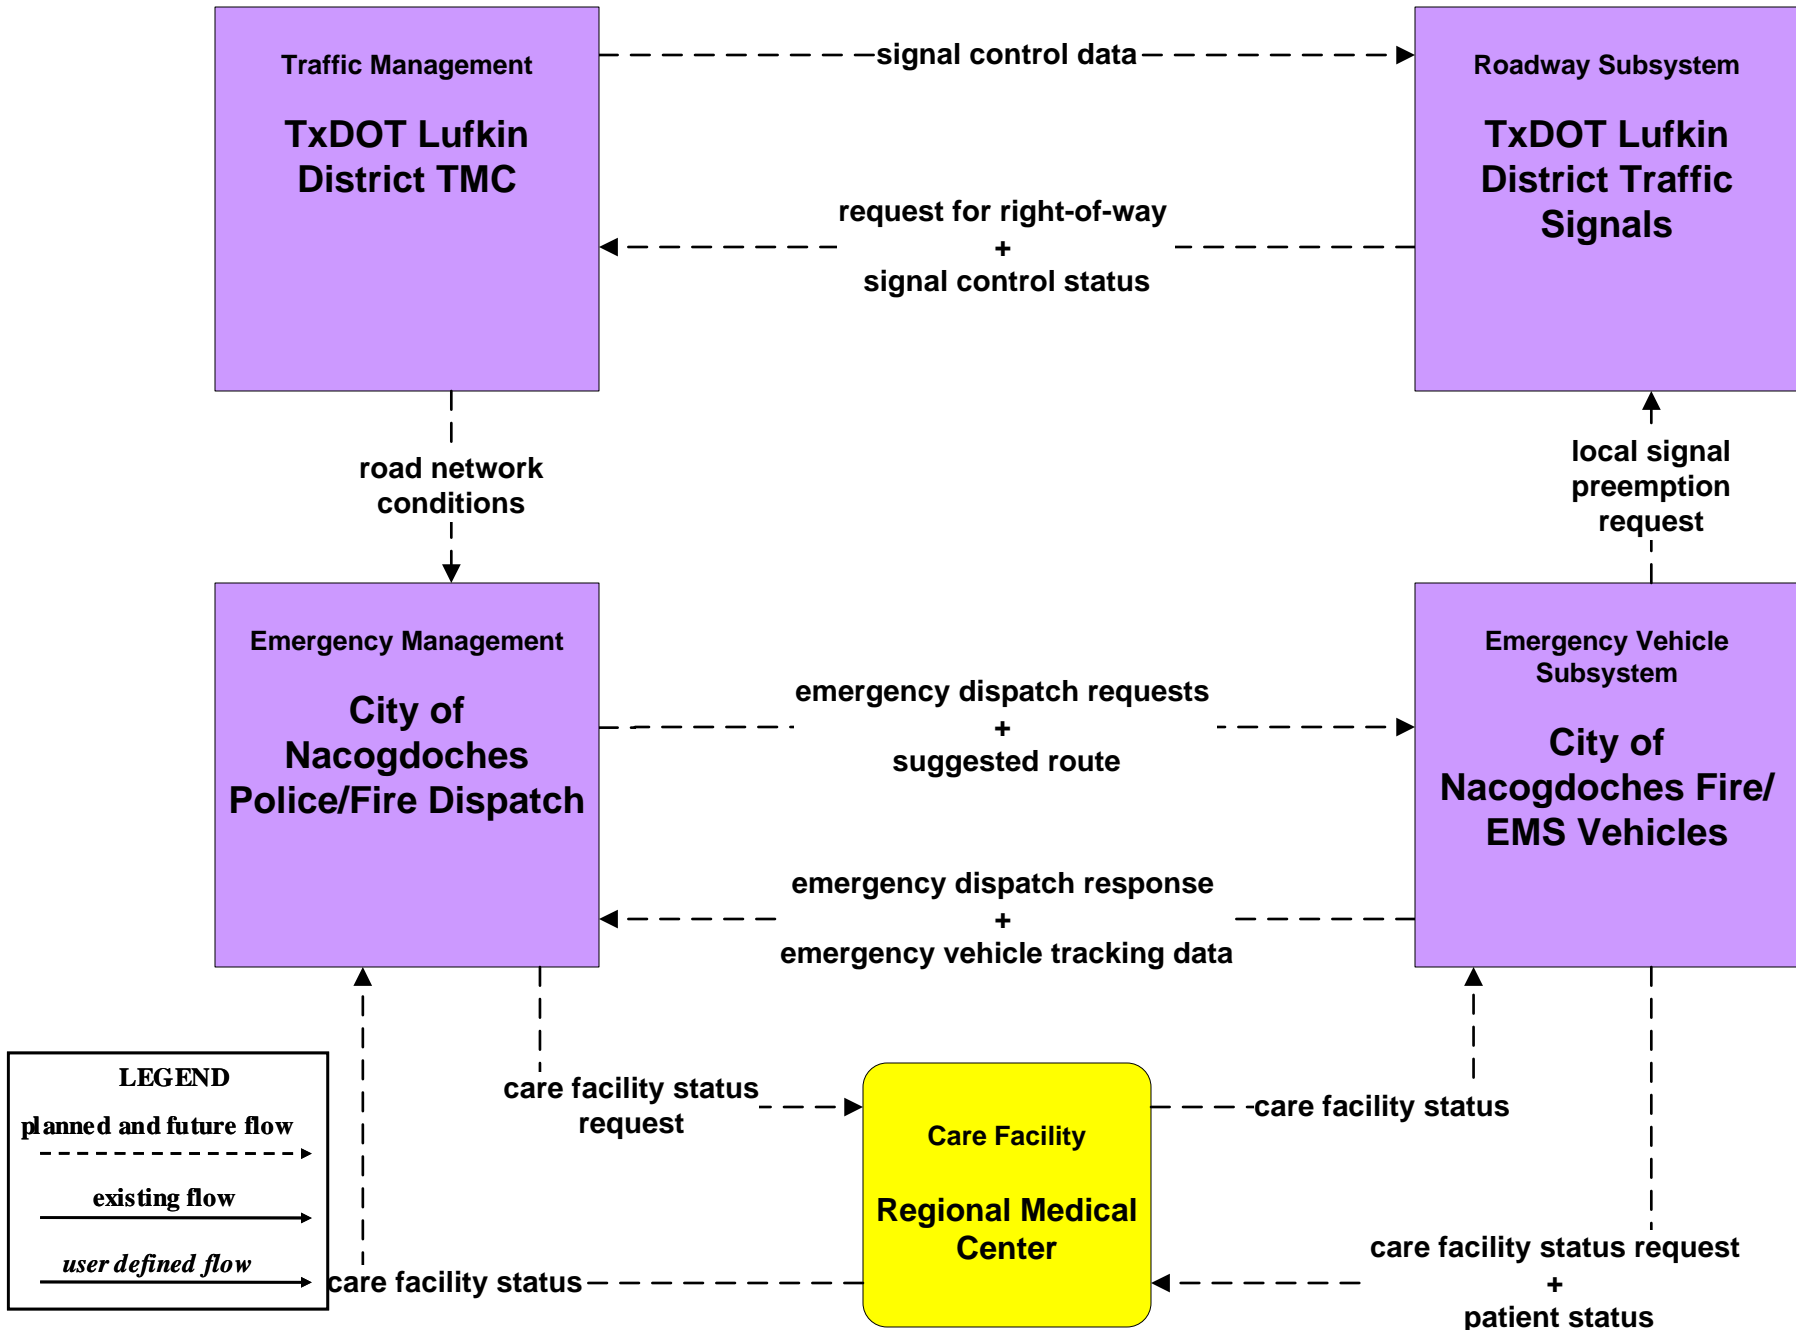 Traffic Management
TxDOT Lufkin
District TMC
signal control data
Roadway Subsystem
TxDOT Lufkin
District Traffic
Signals
request for right-of-way
+
signal control status
road network
conditions
local signal
preemption
request
Emergency Management
City of
Nacogdoches
Police/Fire Dispatch
emergency dispatch requests
+
suggested route
Emergency Vehicle
Subsystem
City of
Nacogdoches Fire/
EMS Vehicles
emergency dispatch response
+
emergency vehicle tracking data
care facility status
request
Care Facility
Regional Medical
Center
care facility status
care facility status request
+
patient status
care facility status
LEGEND
planned and future flow
existing flow
user defined flow